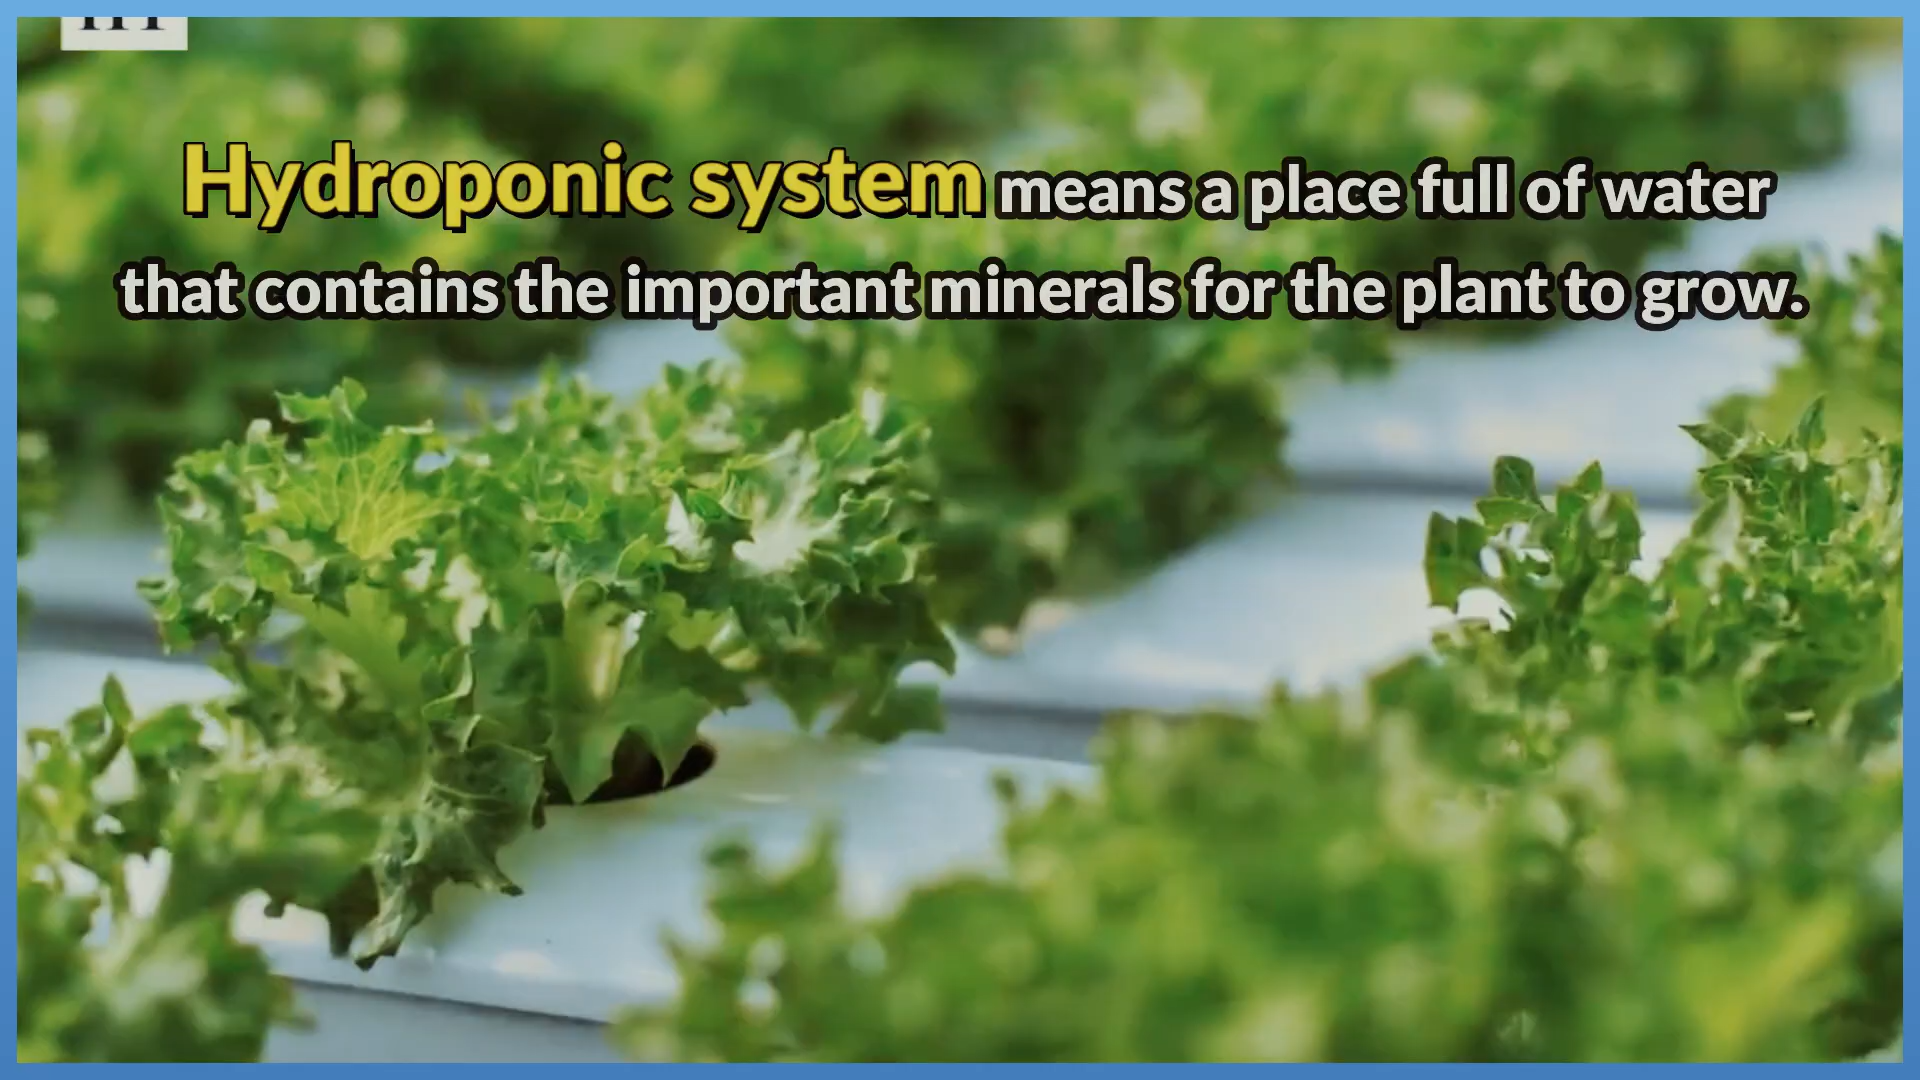 Hydroponic system means a place full of water
that contains the important minerals for the plant to grow.